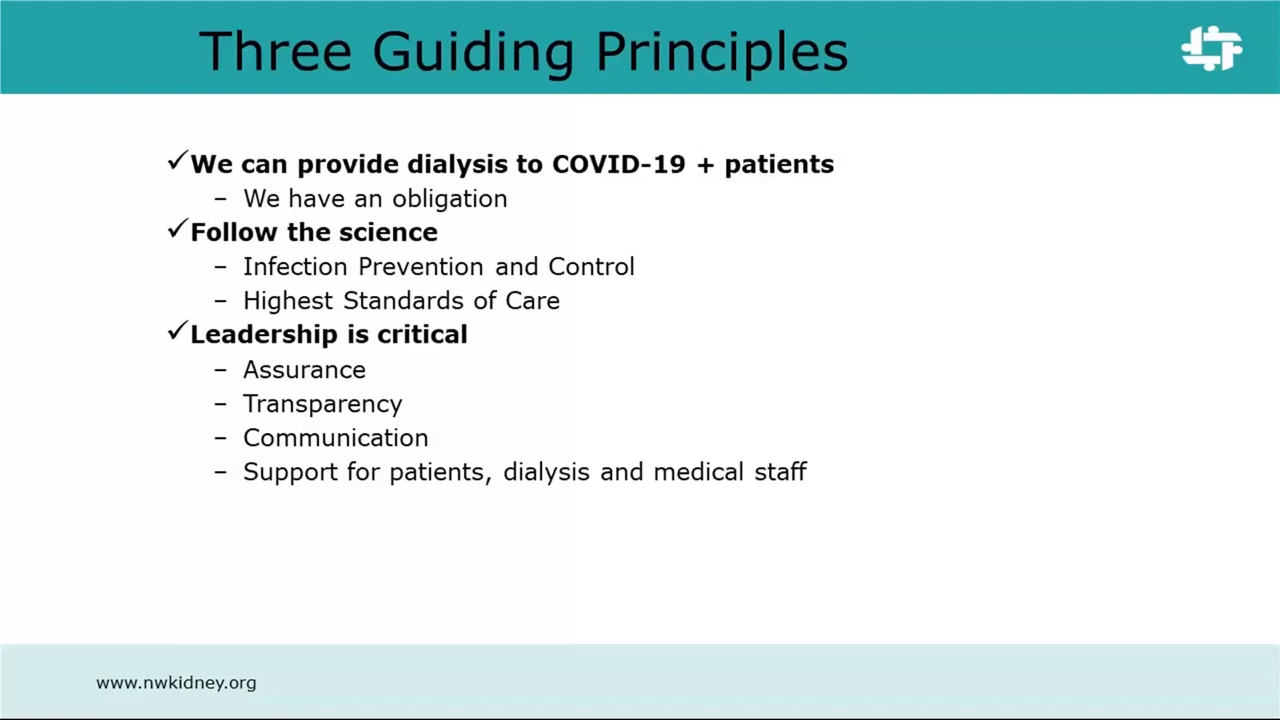 Three Guiding Principles
✓We can provide dialysis to COVID-19 + patients
– We have an obligation
✓Follow the science
– Infection Prevention and Control
– Highest Standards of Care
✓Leadership is critical
– Assurance
– Transparency
– Communication
– Support for patients, dialysis and medical staff
www.nwkidney.org